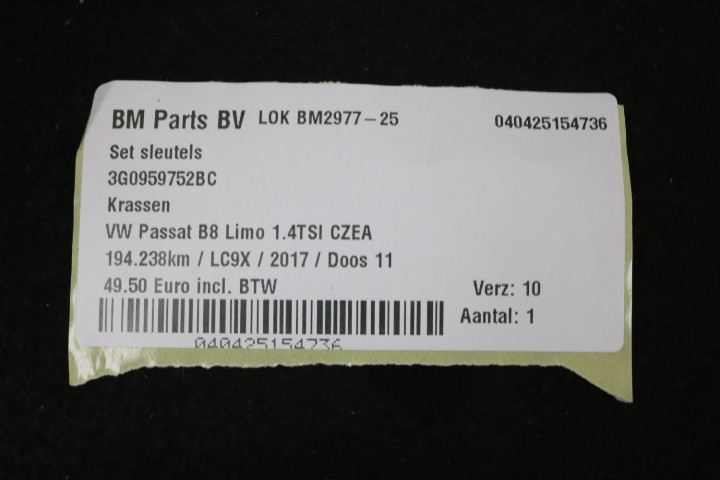 BM Parts BV LOK BM2977-25 040425154736
Set sleutels
3G0959752BC
Krassen
VW Passat B8 Limo 1.4TSI CZEA
194.238km / LC9X / 2017 / Doos 11
49.50 Euro incl. BTW Verz: 10
Aantal: 1
040425154736